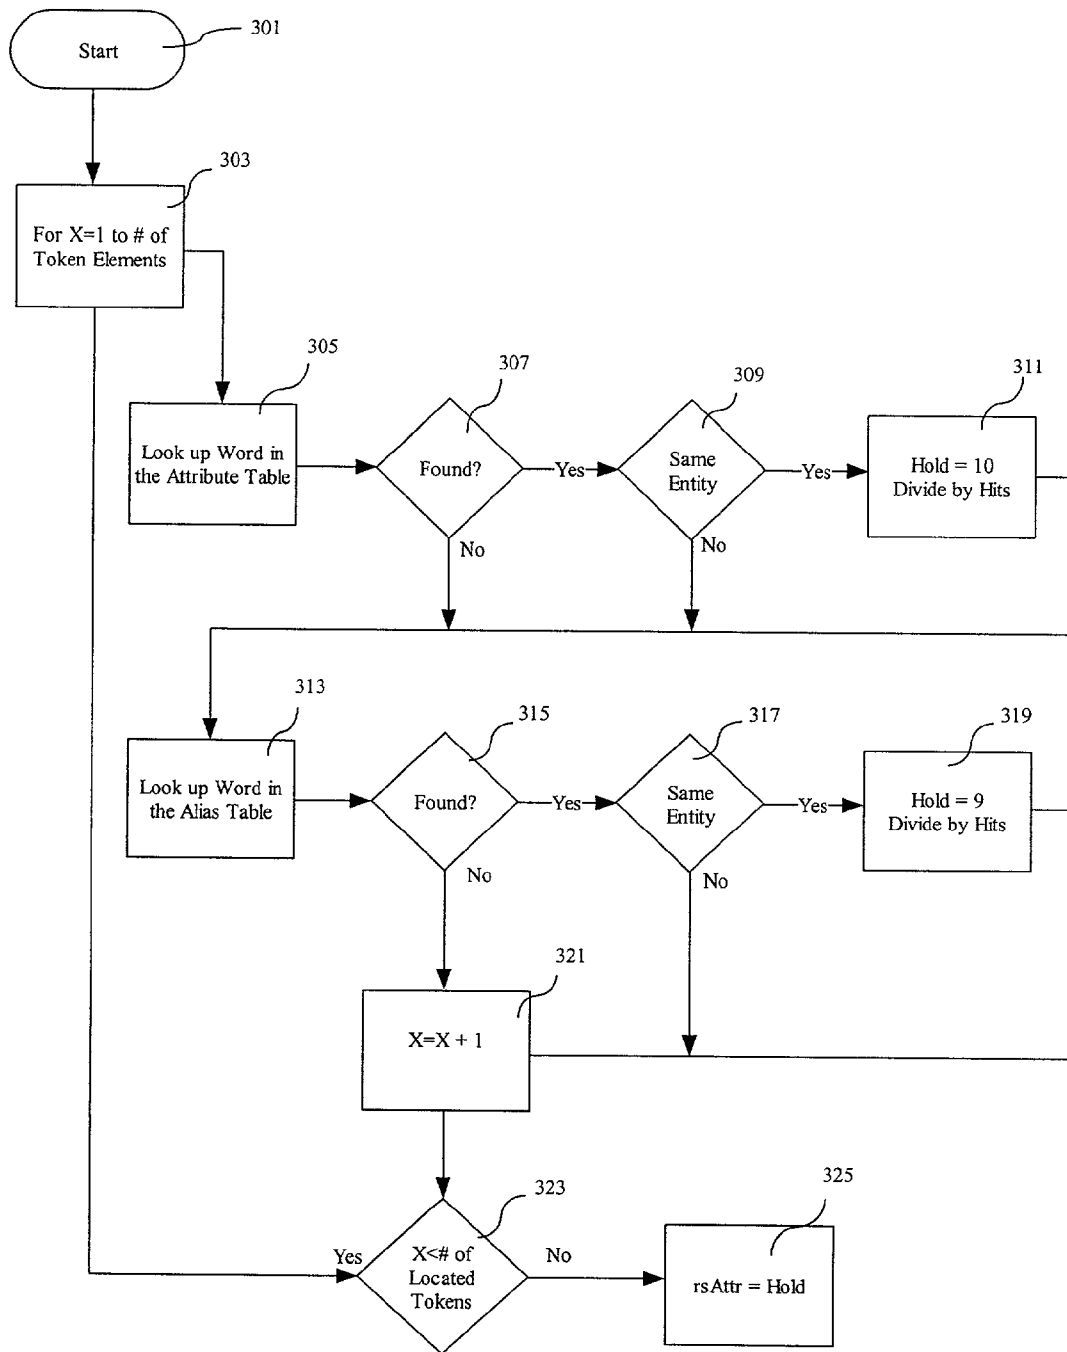 Start
301
303
For X=1 to # of
Token Elements
305
Look up Word in
the Attribute Table
307
Found?
Yes
No
309
Same
Entity
Yes
No
311
Hold = 10
Divide by Hits
313
Look up Word in
the Alias Table
315
Found?
Yes
No
317
Same
Entity
Yes
No
319
Hold = 9
Divide by Hits
321
X=X + 1
323
Yes
X<# of
Located
Tokens
No
325
rsAttr = Hold